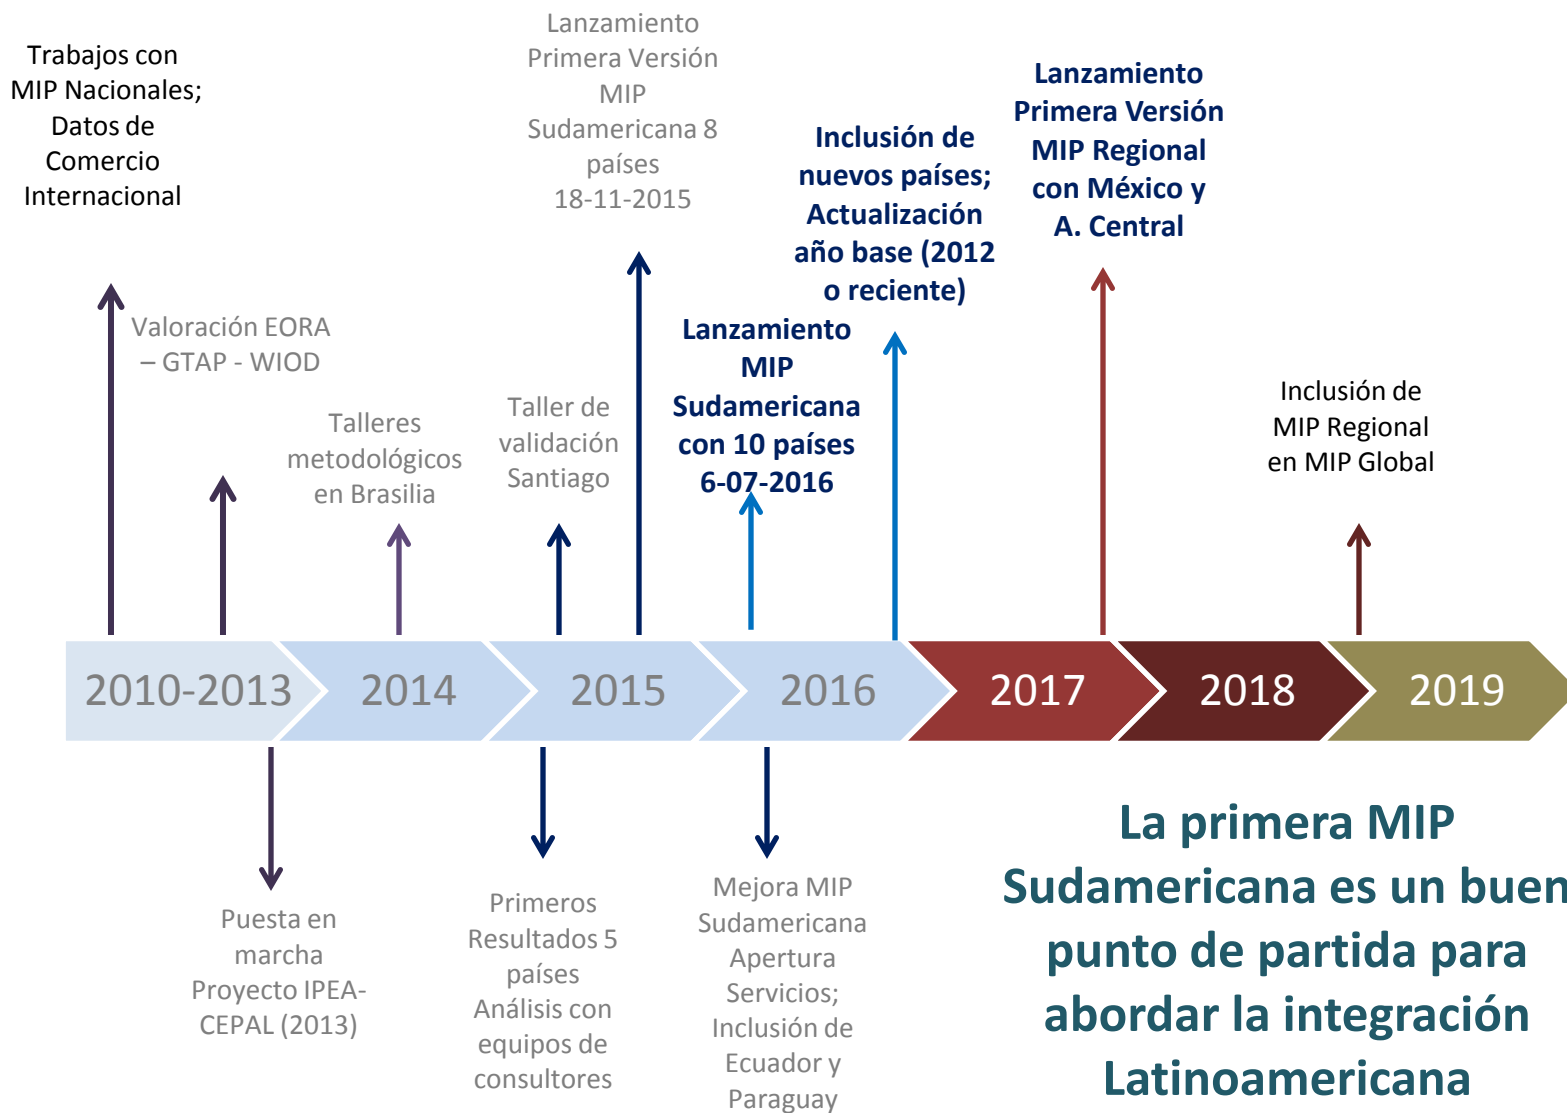 Trabajos con
MIP Nacionales;
Datos de
Comercio
Internacional
Valoración EORA
– GTAP - WIOD
Talleres
metodológicos
en Brasilia
Taller de
validación
Santiago
Lanzamiento
Primera Versión
MIP
Sudamericana 8
países
18-11-2015
Lanzamiento
MIP
Sudamericana
con 10 países
6-07-2016
Inclusión de
nuevos países;
Actualización
año base (2012
o reciente)
Lanzamiento
Primera Versión
MIP Regional
con México y
A. Central
Inclusión de
MIP Regional
en MIP Global
2010-2013
2014
2015
2016
2017
2018
2019
Puesta en
marcha
Proyecto IPEA-
CEPAL (2013)
Primeros
Resultados 5
países
Análisis con
equipos de
consultores
Mejora MIP
Sudamericana
Apertura
Servicios;
Inclusión de
Ecuador y
Paraguay
La primera MIP
Sudamericana es un buen
punto de partida para
abordar la integración
Latinoamericana